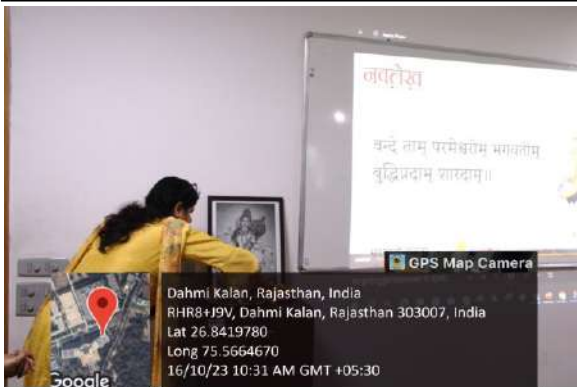 नवलेख
वन्दे ताम् परमेश्वरीम् भगवतीम्
बुद्धिप्रदाम् शारदाम्॥
GPS Map Camera
Dahmi Kalan, Rajasthan, India
RHR8+J9V, Dahmi Kalan, Rajasthan 303007, India
Lat 26.8419780
Long 75.5664670
16/10/23 10:31 AM GMT +05:30
Google